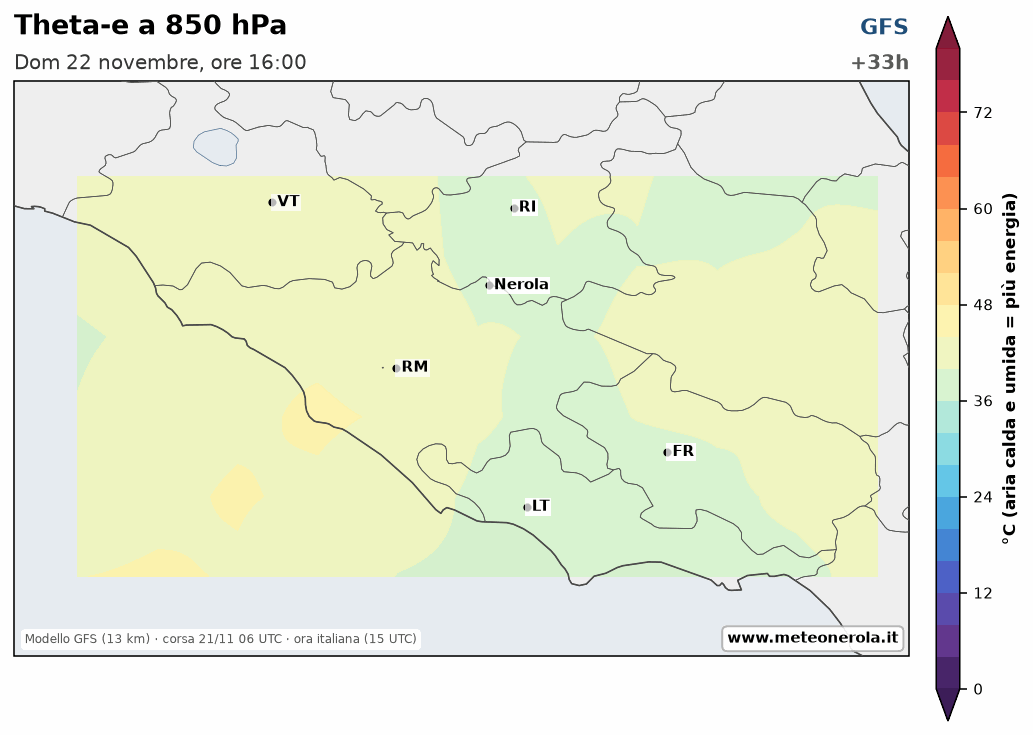 Theta-e a 850 hPa
GFS
Dom 22 novembre, ore 16:00
+33h
VT
RI
Nerola
RM
FR
LT
72
60
48
36
24
12
0
°C (aria calda e umida = più energia)
Modello GFS (13 km) · corsa 21/11 06 UTC · ora italiana (15 UTC)
www.meteonerola.it